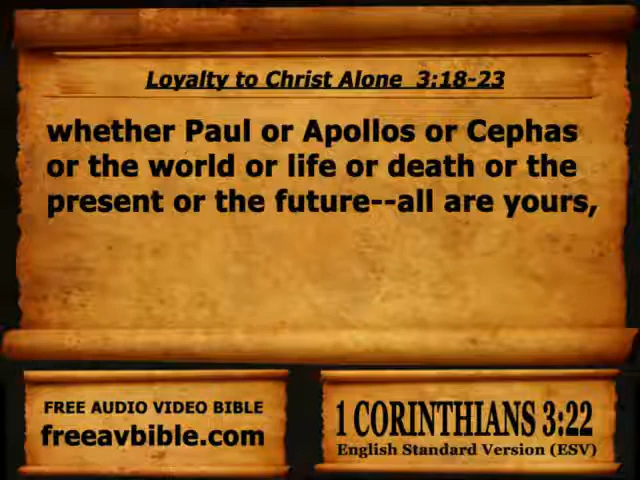 Loyalty to Christ Alone 3:18-23
whether Paul or Apollos or Cephas
or the world or life or death or the
present or the future--all are yours,
FREE AUDIO VIDEO BIBLE
freeavbible.com
1 CORINTHIANS 3:22
English Standard Version (ESV)